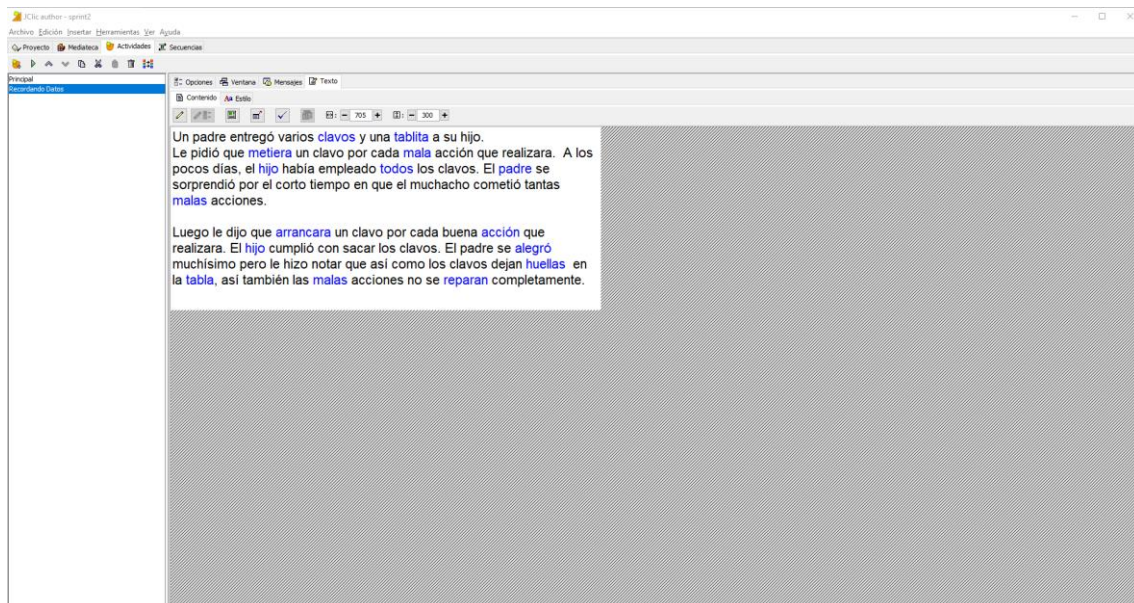 JClic author - sprint2
Archivo Edición Insertar Herramientas Ver Ayuda
Proyecto Mediateca Actividades Secuencias
Principal
Recordando Datos
Opciones Ventana Mensajes Texto
Contenido Estilo
705 300
Un padre entregó varios clavos y una tablita a su hijo.
Le pidió que metiera un clavo por cada mala acción que realizara. A los
pocos días, el hijo había empleado todos los clavos. El padre se
sorprendió por el corto tiempo en que el muchacho cometió tantas
malas acciones.
Luego le dijo que arrancara un clavo por cada buena acción que
realizara. El hijo cumplió con sacar los clavos. El padre se alegró
muchísimo pero le hizo notar que así como los clavos dejan huellas en
la tabla, así también las malas acciones no se reparan completamente.